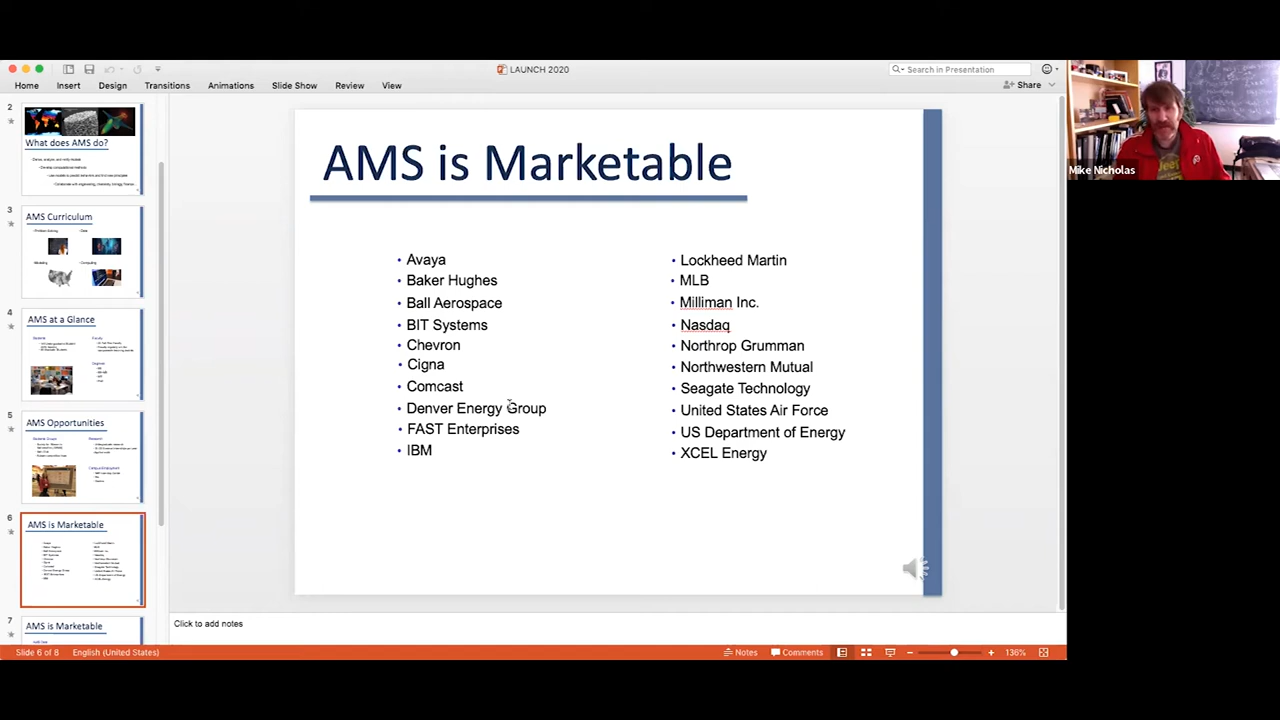 LAUNCH 2020
Search in Presentation
Home Insert Design Transitions Animations Slide Show Review View
Share
2
What does AMS do?
3
AMS Curriculum
4
AMS at a Glance
5
AMS Opportunities
6
AMS is Marketable
7
AMS is Marketable
AMS is Marketable
• Avaya
• Baker Hughes
• Ball Aerospace
• BIT Systems
• Chevron
• Cigna
• Comcast
• Denver Energy Group
• FAST Enterprises
• IBM
• Lockheed Martin
• MLB
• Milliman Inc.
• Nasdaq
• Northrop Grumman
• Northwestern Mutual
• Seagate Technology
• United States Air Force
• US Department of Energy
• XCEL Energy
Mike Nicholas
Click to add notes
Slide 6 of 8 English (United States)
Notes Comments 136%